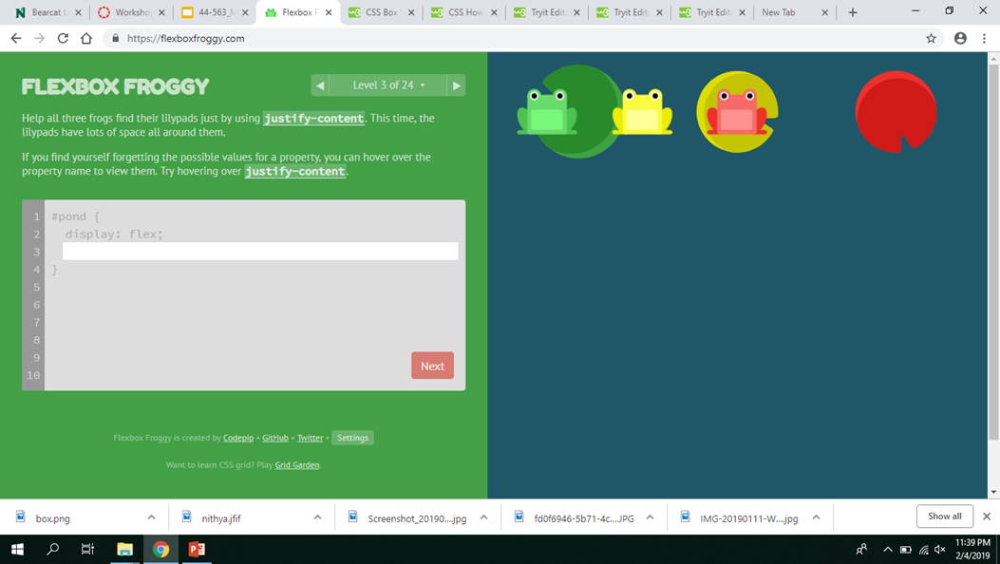 Bearcat
Workshop
44-563_M
Flexbox F
CSS Box
CSS How
Tryit Edit
Tryit Edit
Tryit Edit
New Tab
https://flexboxfroggy.com
FLEXBOX FROGGY
Level 3 of 24
Help all three frogs find their lilypads just by using justify-content. This time, the
lilypads have lots of space all around them.
If you find yourself forgetting the possible values for a property, you can hover over the
property name to view them. Try hovering over justify-content.
1 #pond {
2 display: flex;
3
4 }
5
6
7
8
9
10
Next
Flexbox Froggy is created by Codepip • GitHub • Twitter • Settings
Want to learn CSS grid? Play Grid Garden.
box.png
nithya.jfif
Screenshot_20190....jpg
fd0f6946-5b71-4c...JPG
IMG-20190111-W....jpg
Show all
11:39 PM
2/4/2019